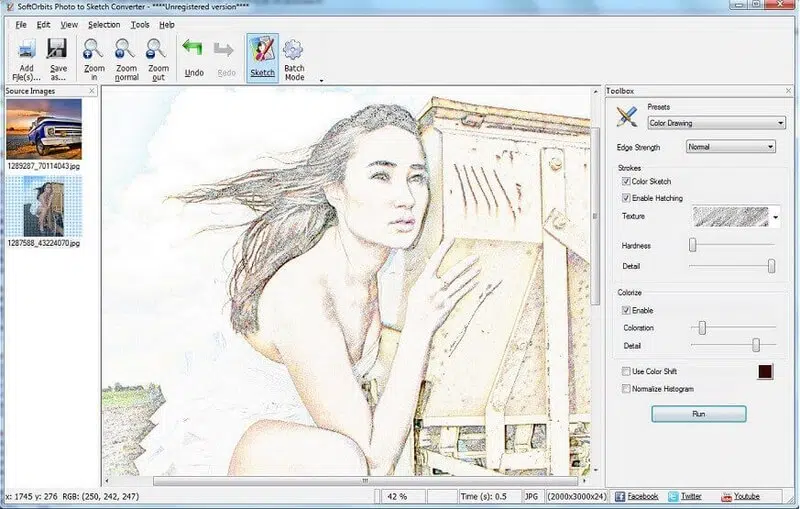 SoftOrbits Photo to Sketch Converter - ****Unregistered version****
File Edit View Selection Tools Help
Add File(s)...
Save as...
Zoom in
Zoom normal
Zoom out
Undo
Redo
Sketch
Batch Mode
Source Images
1289287_70114043.jpg
1287588_43224070.jpg
Toolbox
Presets
Color Drawing
Edge Strength Normal
Strokes
Color Sketch
Enable Hatching
Texture
Hardness
Detail
Colorize
Enable
Coloration
Detail
Use Color Shift
Normalize Histogram
Run
x: 1745 y: 276 RGB: (250, 242, 247) 42 % Time (s): 0.5 JPG (2000x3000x24) Facebook Twitter Youtube